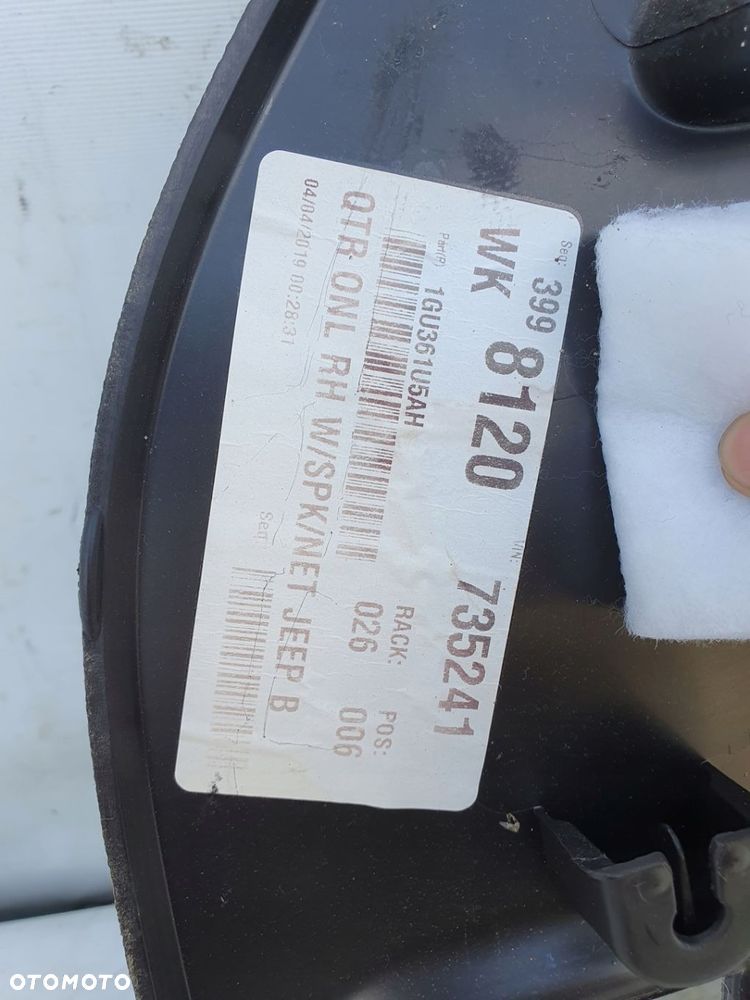 Seq: 399
VIN: 735241
WK 8120
Part(P) 1GU361U5AH
RACK: 026
POS: 006
QTR ONL RH W/SPK/NET JEEP B
04/04/2019 00:28:31
Seq
OTOMOTO